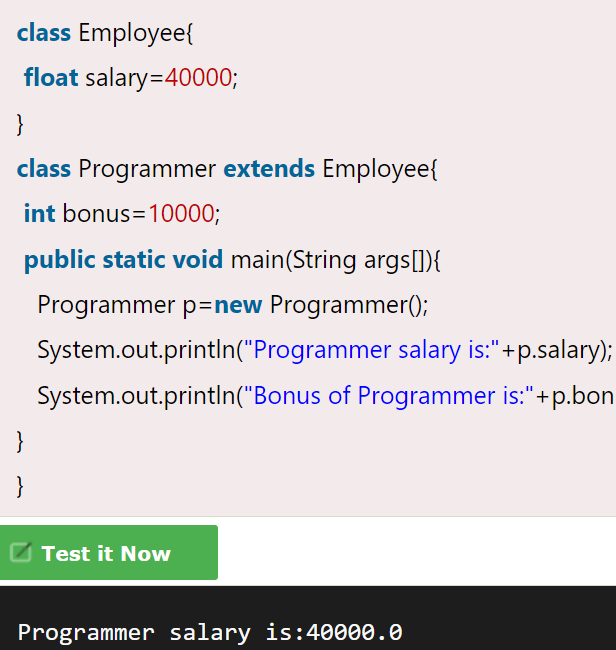 class Employee{
float salary=40000;
}
class Programmer extends Employee{
int bonus=10000;
public static void main(String args[]){
Programmer p=new Programmer();
System.out.println("Programmer salary is:"+p.salary);
System.out.println("Bonus of Programmer is:"+p.bon
}
}
Test it Now
Programmer salary is:40000.0